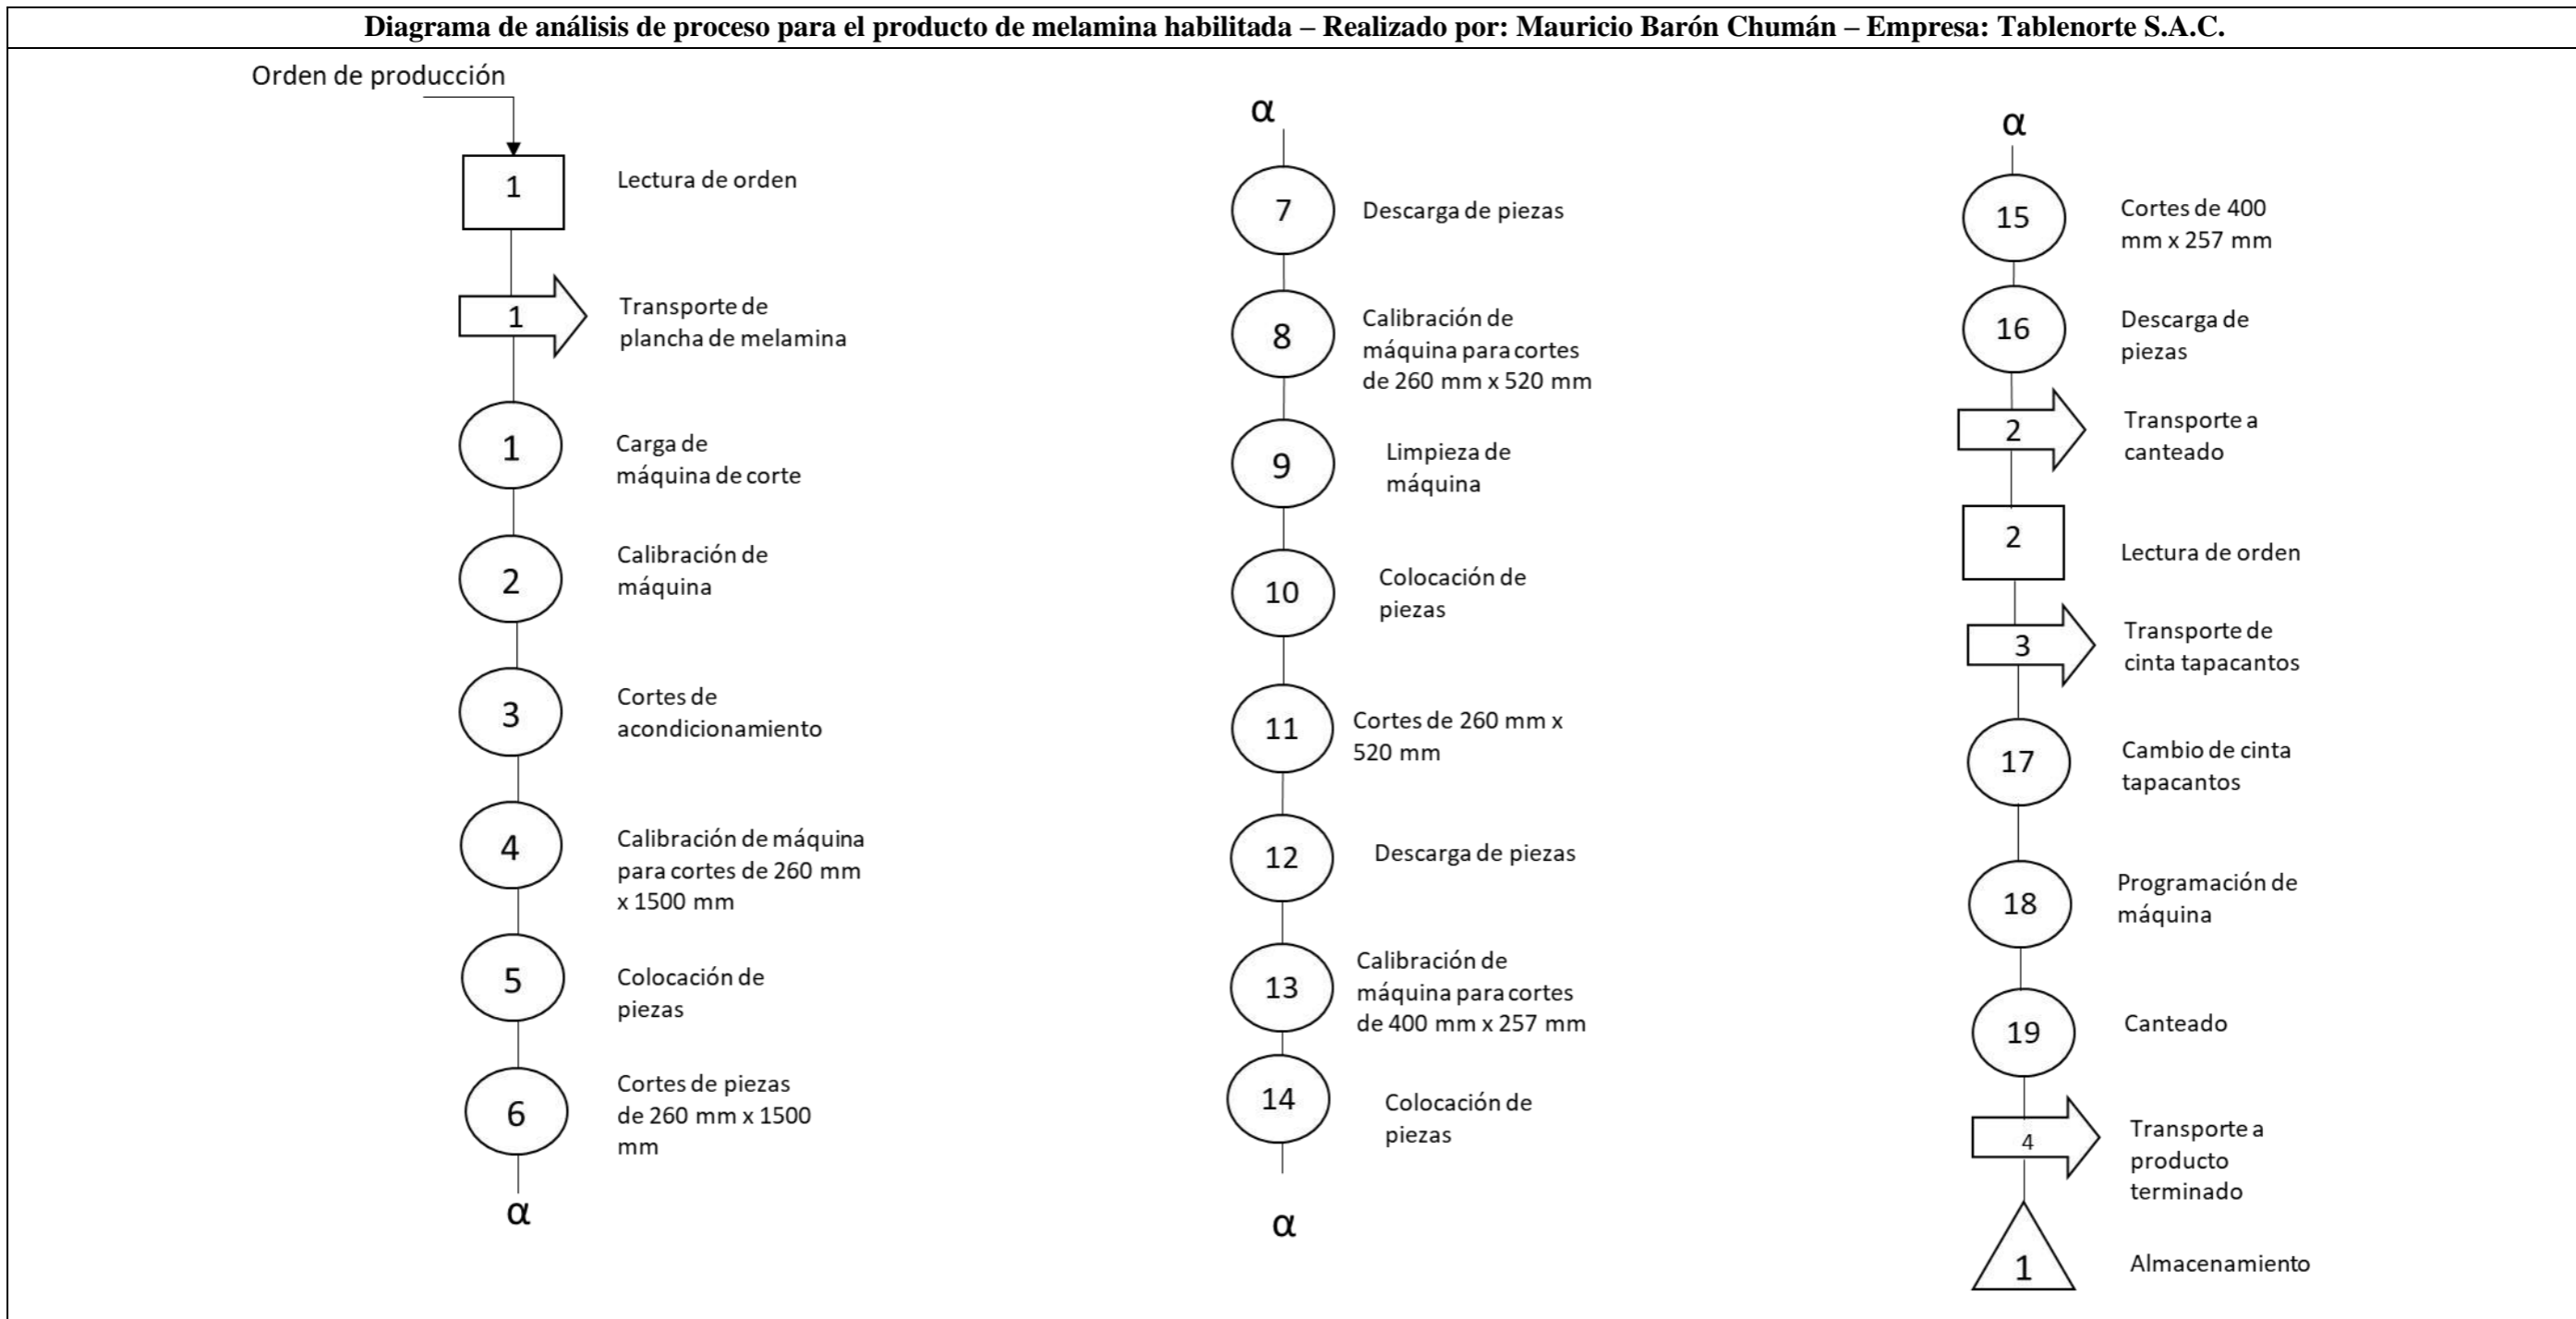 Diagrama de análisis de proceso para el producto de melamina habilitada – Realizado por: Mauricio Barón Chumán – Empresa: Tablenorte S.A.C.
Orden de producción
1
Lectura de orden
1
Transporte de
plancha de melamina
1
Carga de
máquina de corte
2
Calibración de
máquina
3
Cortes de
acondicionamiento
4
Calibración de máquina
para cortes de 260 mm
x 1500 mm
5
Colocación de
piezas
6
Cortes de piezas
de 260 mm x 1500
mm
α
α
7
Descarga de piezas
8
Calibración de
máquina para cortes
de 260 mm x 520 mm
9
Limpieza de
máquina
10
Colocación de
piezas
11
Cortes de 260 mm x
520 mm
12
Descarga de piezas
13
Calibración de
máquina para cortes
de 400 mm x 257 mm
14
Colocación de
piezas
α
α
15
Cortes de 400
mm x 257 mm
16
Descarga de
piezas
2
Transporte a
canteado
2
Lectura de orden
3
Transporte de
cinta tapacantos
17
Cambio de cinta
tapacantos
18
Programación de
máquina
19
Canteado
4
Transporte a
producto
terminado
1
Almacenamiento